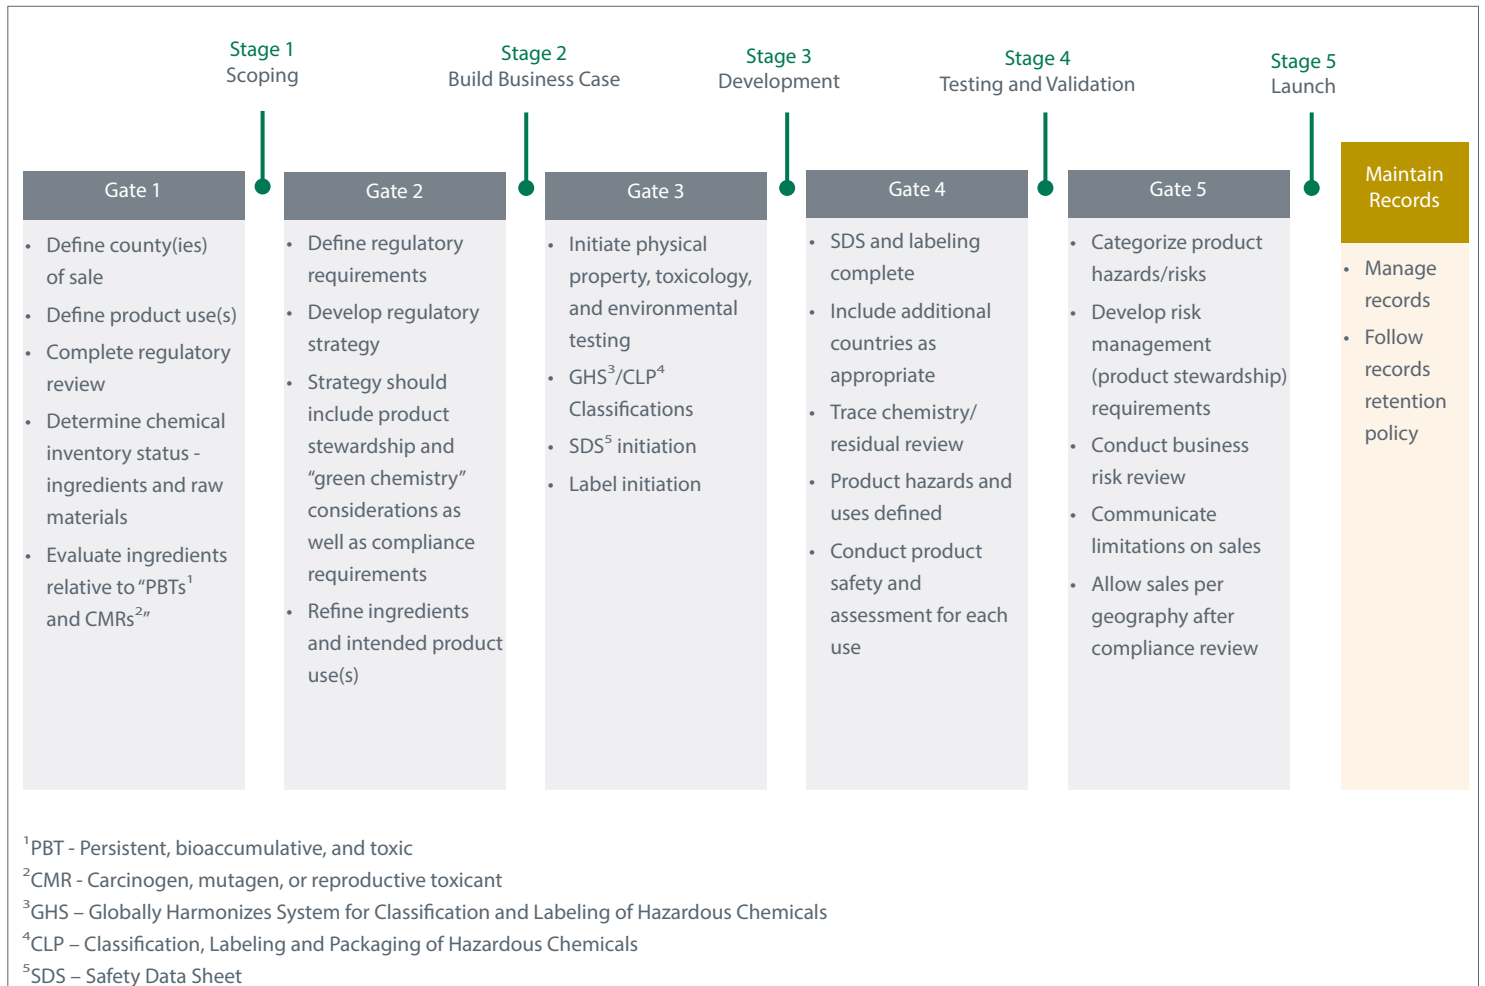 Stage 1
Scoping
Stage 2
Build Business Case
Stage 3
Development
Stage 4
Testing and Validation
Stage 5
Launch
Gate 1
• Define county(ies)
of sale
• Define product use(s)
• Complete regulatory
review
• Determine chemical
inventory status -
ingredients and raw
materials
• Evaluate ingredients
relative to “PBTs¹
and CMRs²”
Gate 2
• Define regulatory
requirements
• Develop regulatory
strategy
• Strategy should
include product
stewardship and
“green chemistry”
considerations as
well as compliance
requirements
• Refine ingredients
and intended product
use(s)
Gate 3
• Initiate physical
property, toxicology,
and environmental
testing
• GHS³/CLP⁴
Classifications
• SDS⁵ initiation
• Label initiation
Gate 4
• SDS and labeling
complete
• Include additional
countries as
appropriate
• Trace chemistry/
residual review
• Product hazards and
uses defined
• Conduct product
safety and
assessment for each
use
Gate 5
• Categorize product
hazards/risks
• Develop risk
management
(product stewardship)
requirements
• Conduct business
risk review
• Communicate
limitations on sales
• Allow sales per
geography after
compliance review
Maintain
Records
• Manage
records
• Follow
records
retention
policy
¹PBT - Persistent, bioaccumulative, and toxic
²CMR - Carcinogen, mutagen, or reproductive toxicant
³GHS – Globally Harmonizes System for Classification and Labeling of Hazardous Chemicals
⁴CLP – Classification, Labeling and Packaging of Hazardous Chemicals
⁵SDS – Safety Data Sheet